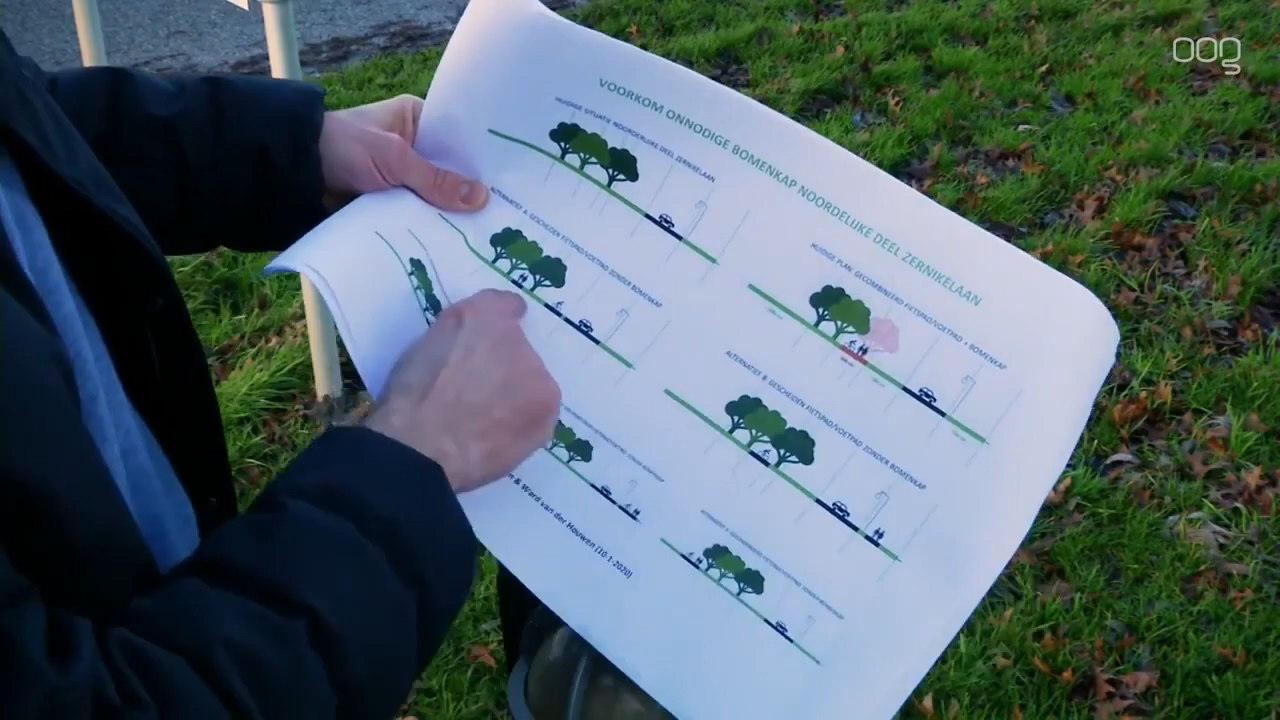 oog
VOORKOM ONNODIGE BOMENKAP NOORDELIJKE DEEL ZERNIKELAAN
HUIDIGE SITUATIE NOORDERLIJKE DEEL ZERNIKELAAN
HUIDIGE PLAN: GECOMBINEERD FIETSPAD/VOETPAD + BOMENKAP
ALTERNATIEF A: GESCHEIDEN FIETSPAD/VOETPAD ZONDER BOMENKAP
ALTERNATIEF B: GESCHEIDEN FIETSPAD/VOETPAD ZONDER BOMENKAP
& Ward van der Houwen (10-1-2020)